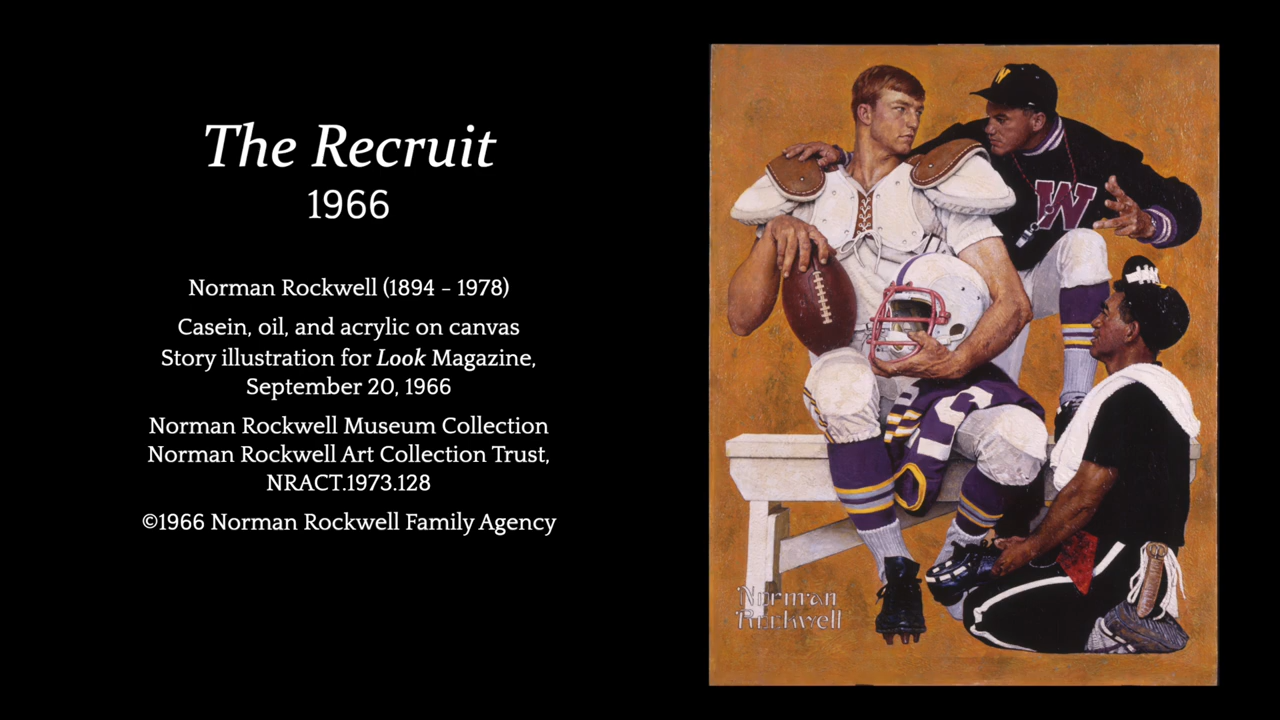 The Recruit
1966
Norman Rockwell (1894 – 1978)
Casein, oil, and acrylic on canvas
Story illustration for Look Magazine,
September 20, 1966
Norman Rockwell Museum Collection
Norman Rockwell Art Collection Trust,
NRACT.1973.128
©1966 Norman Rockwell Family Agency
W
W
Norman
Rockwell